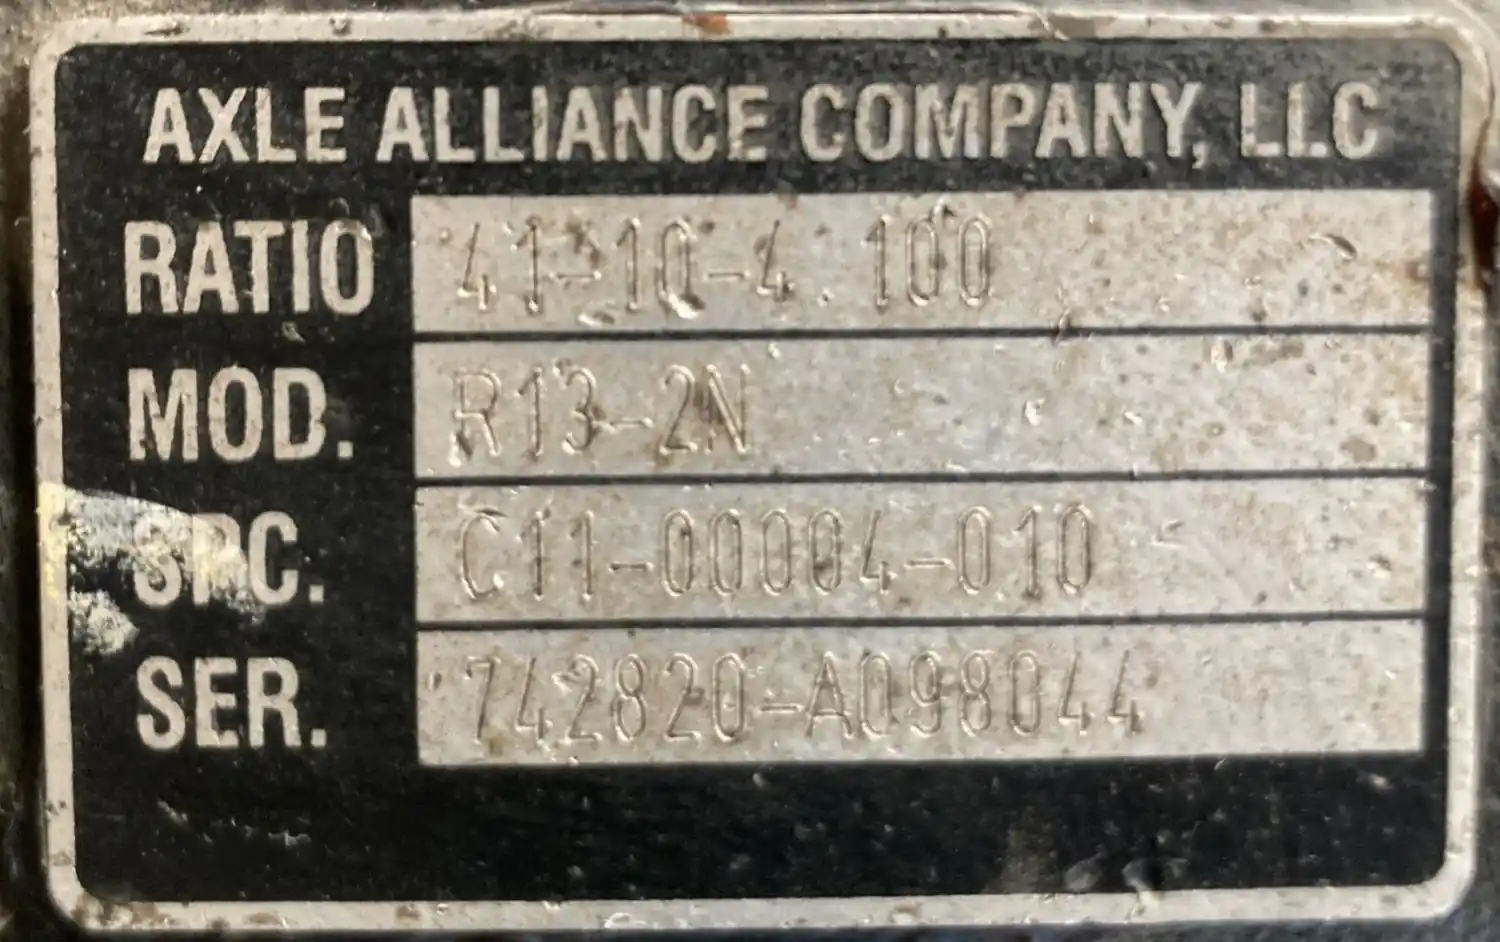 AXLE ALLIANCE COMPANY, LLC
RATIO 41-10-4.100
MOD. R13-2N
SPC. C11-00004-010
SER. 742820-A098044